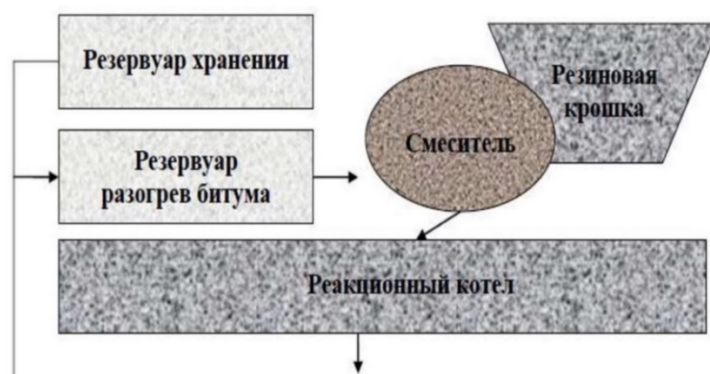 Резервуар хранения
Резиновая
крошка
Смеситель
Резервуар
разогрев битума
Реакционный котел